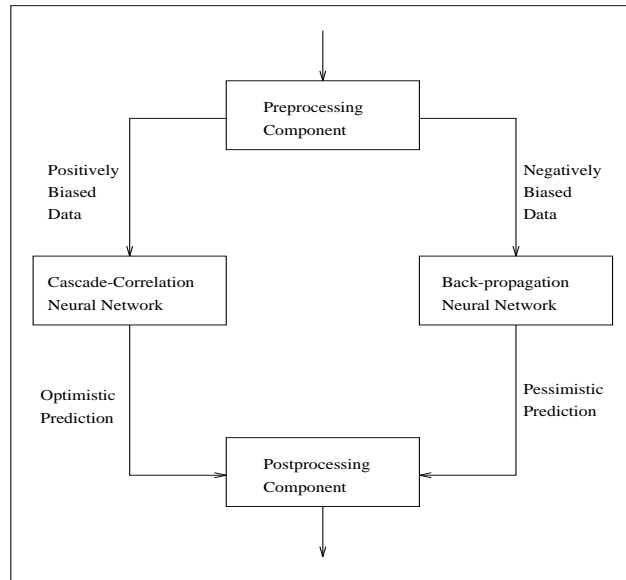 Preprocessing
Component
Positively
Biased
Data
Negatively
Biased
Data
Cascade-Correlation
Neural Network
Back-propagation
Neural Network
Optimistic
Prediction
Pessimistic
Prediction
Postprocessing
Component